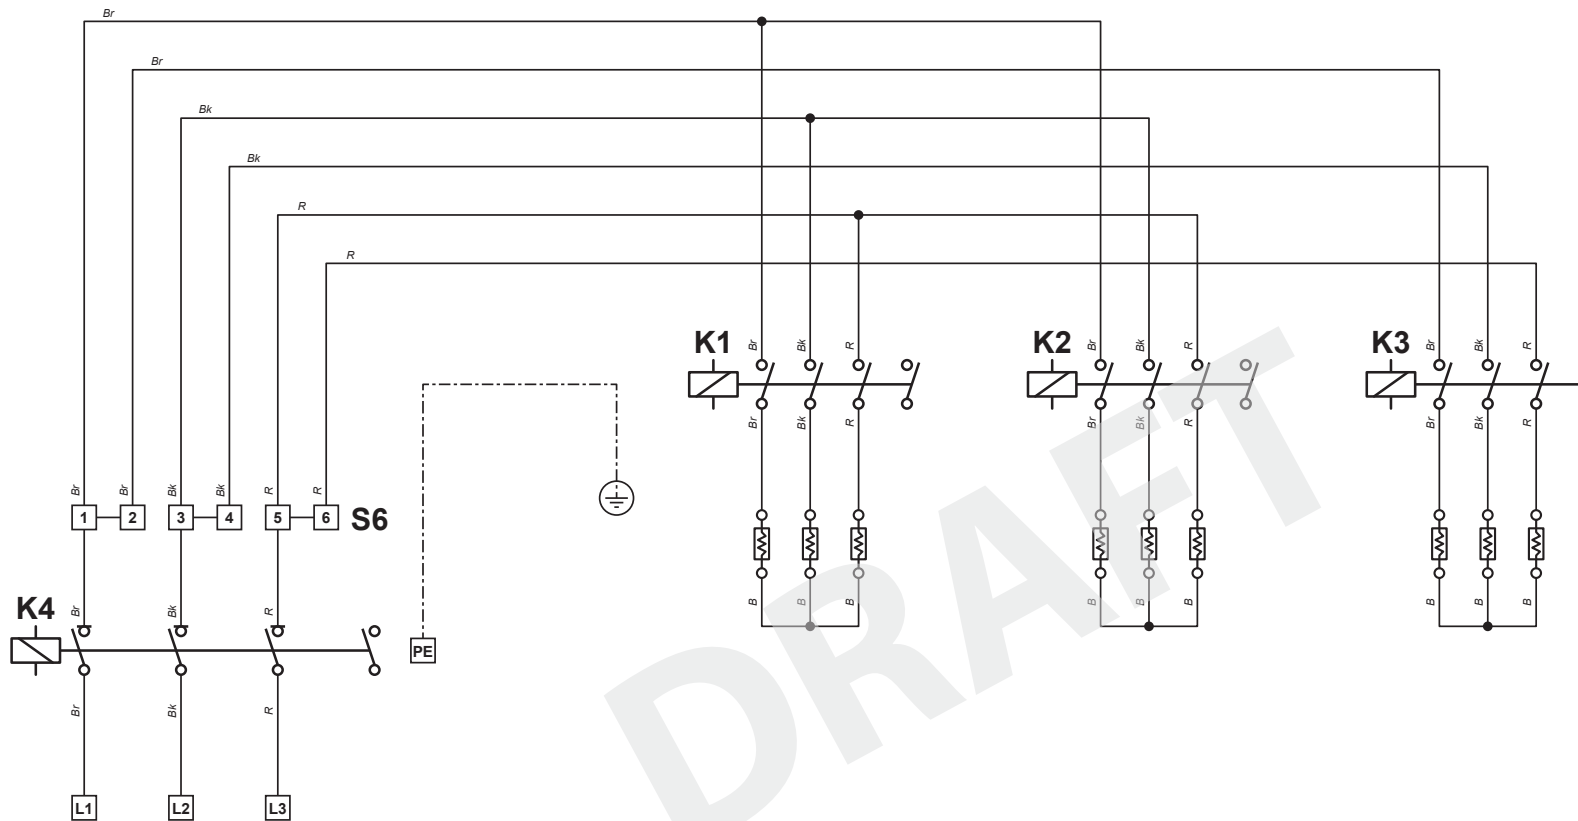 Br
Br
Bk
Bk
R
R
K1 Br Bk R
K2 Br Bk R
K3 Br Bk R
Br Bk R
Br Bk R
Br Bk R
Br Br Bk Bk R R
1 2 3 4 5 6 S6
B B B
B B B
B B B
K4 Br Bk R
PE
Br Bk R
L1 L2 L3
DRAFT